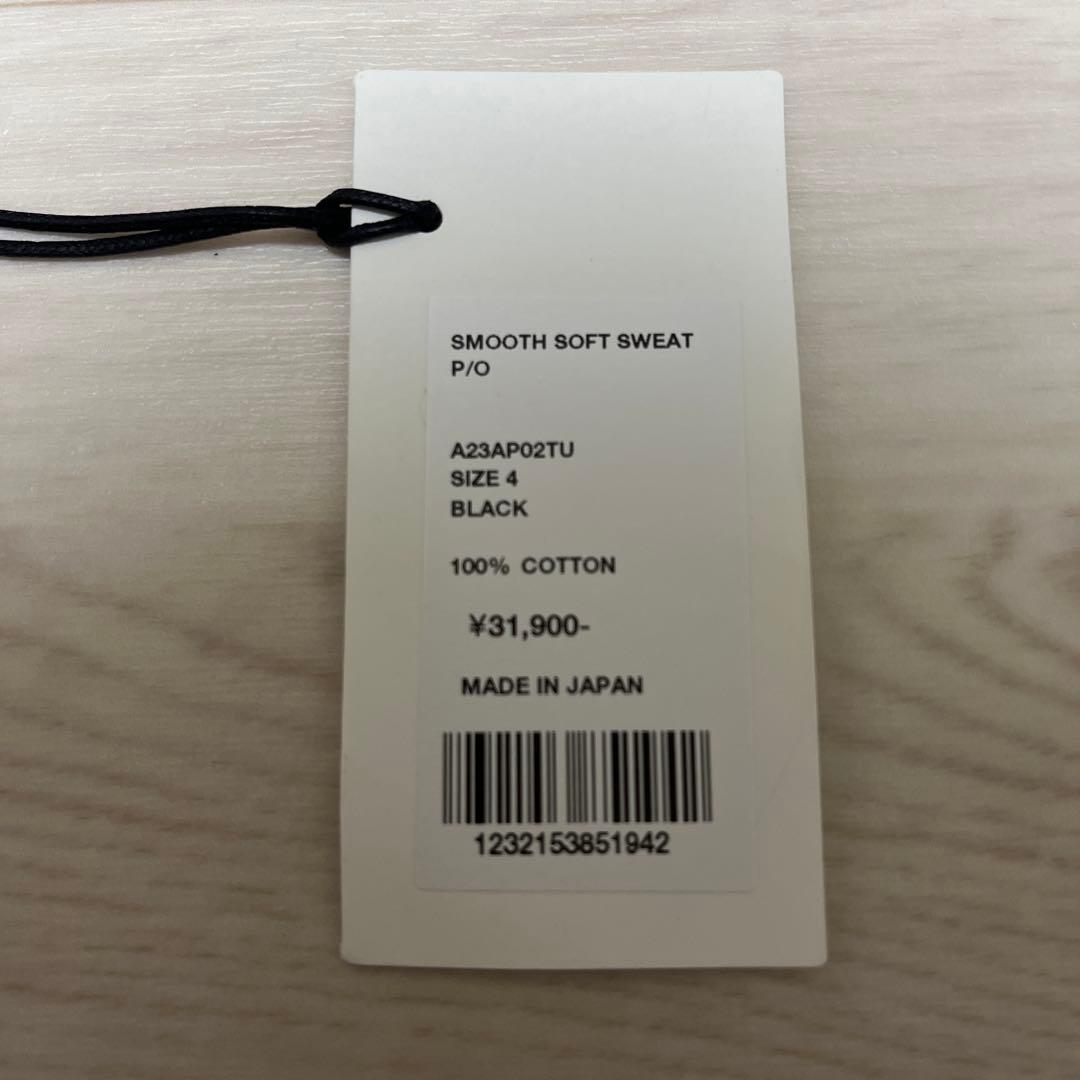 SMOOTH SOFT SWEAT
P/O
A23AP02TU
SIZE 4
BLACK
100% COTTON
¥31,900-
MADE IN JAPAN
1232153851942